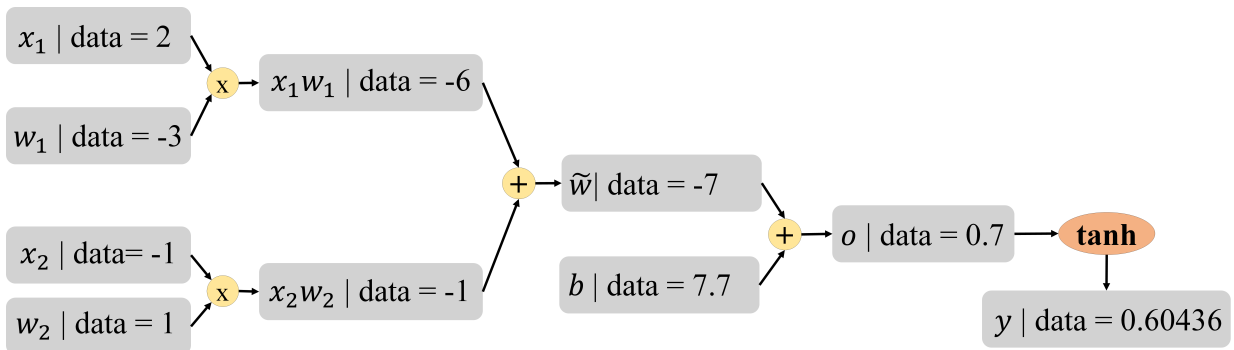 x₁ | data = 2
w₁ | data = -3
x
x₁w₁ | data = -6
x₂ | data= -1
w₂ | data = 1
x
x₂w₂ | data = -1
+
w̃| data = -7
b | data = 7.7
+
o | data = 0.7
tanh
y | data = 0.60436